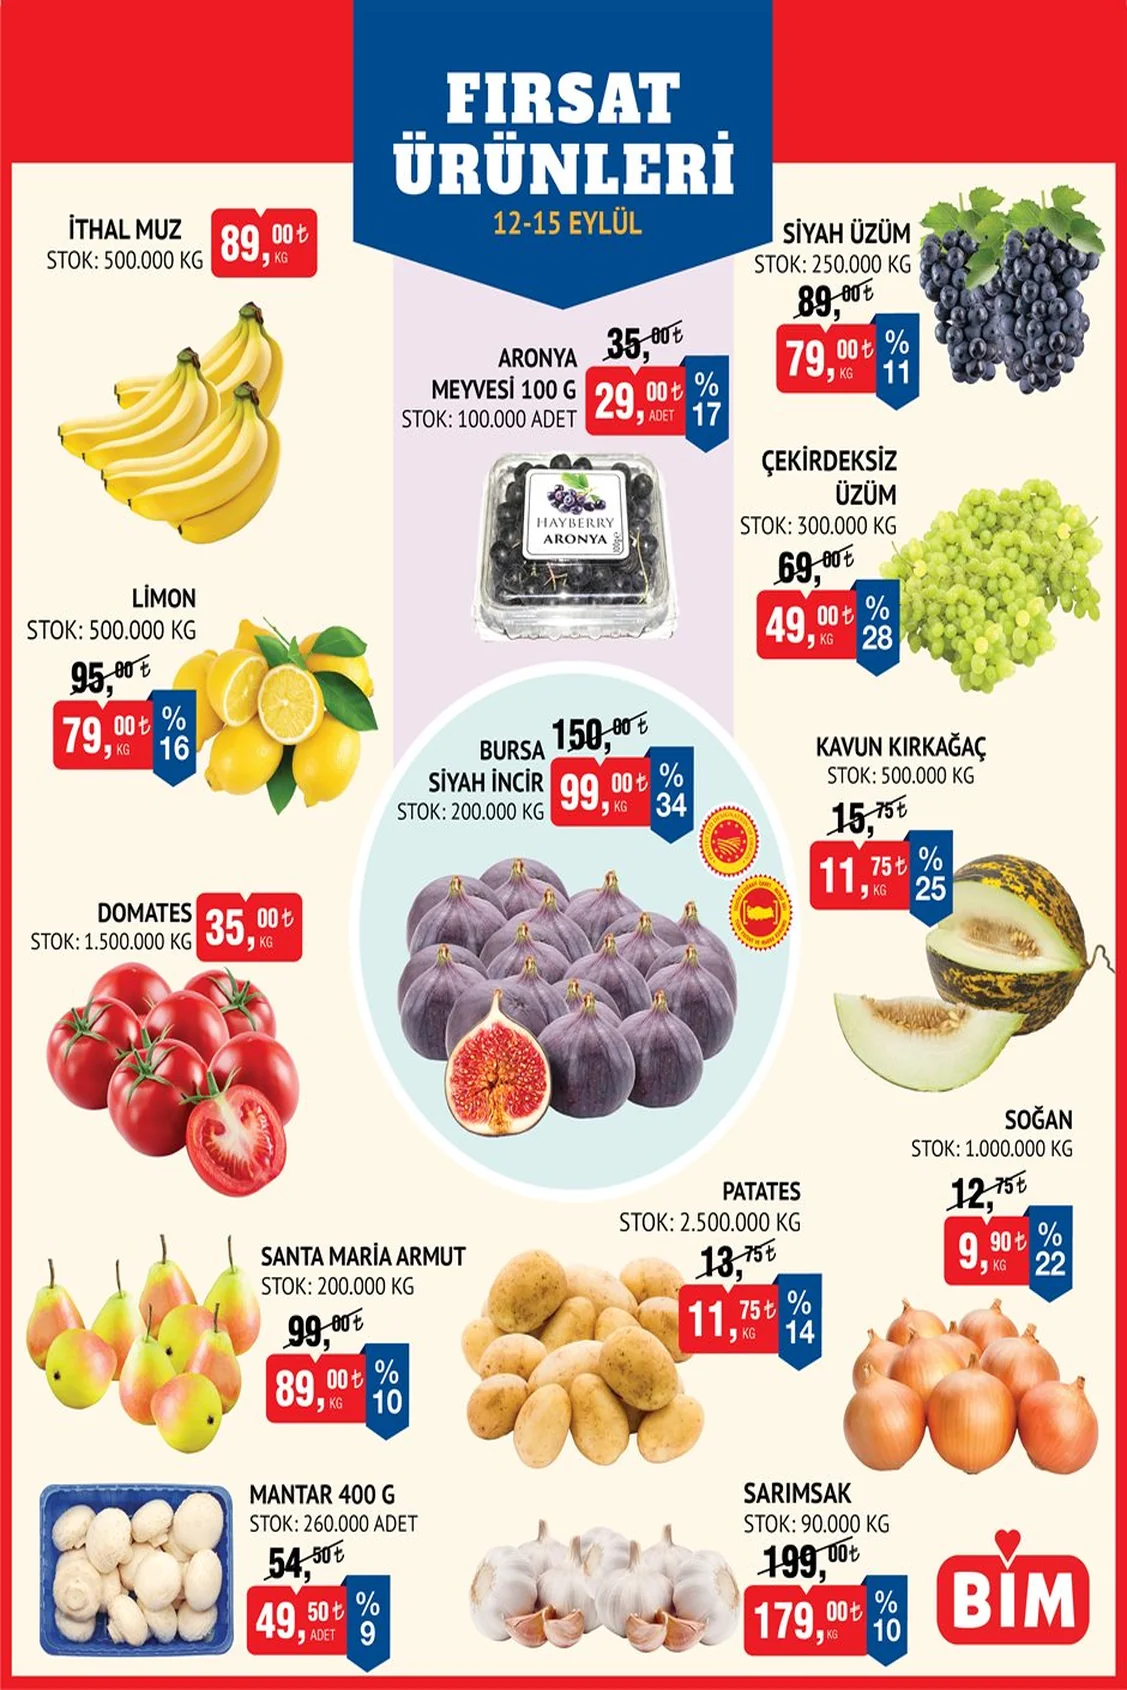 FIRSAT
ÜRÜNLERİ
12-15 EYLÜL
İTHAL MUZ
STOK: 500.000 KG
89,00₺
KG
LİMON
STOK: 500.000 KG
95,00₺
79,00₺
KG
% 16
DOMATES
STOK: 1.500.000 KG
35,00₺
KG
ARONYA
MEYVESİ 100 G
STOK: 100.000 ADET
35,00₺
29,00₺
ADET
% 17
HAYBERRY
ARONYA
100g℮
BURSA
SİYAH İNCİR
STOK: 200.000 KG
150,00₺
99,00₺
KG
% 34
SİYAH ÜZÜM
STOK: 250.000 KG
89,00₺
79,00₺
KG
% 11
ÇEKİRDEKSİZ
ÜZÜM
STOK: 300.000 KG
69,00₺
49,00₺
KG
% 28
KAVUN KIRKAĞAÇ
STOK: 500.000 KG
15,75₺
11,75₺
KG
% 25
SOĞAN
STOK: 1.000.000 KG
12,75₺
9,90₺
KG
% 22
SANTA MARİA ARMUT
STOK: 200.000 KG
99,00₺
89,00₺
KG
% 10
PATATES
STOK: 2.500.000 KG
13,75₺
11,75₺
KG
% 14
MANTAR 400 G
STOK: 260.000 ADET
54,50₺
49,50₺
ADET
% 9
SARIMSAK
STOK: 90.000 KG
199,00₺
179,00₺
KG
% 10
BİM